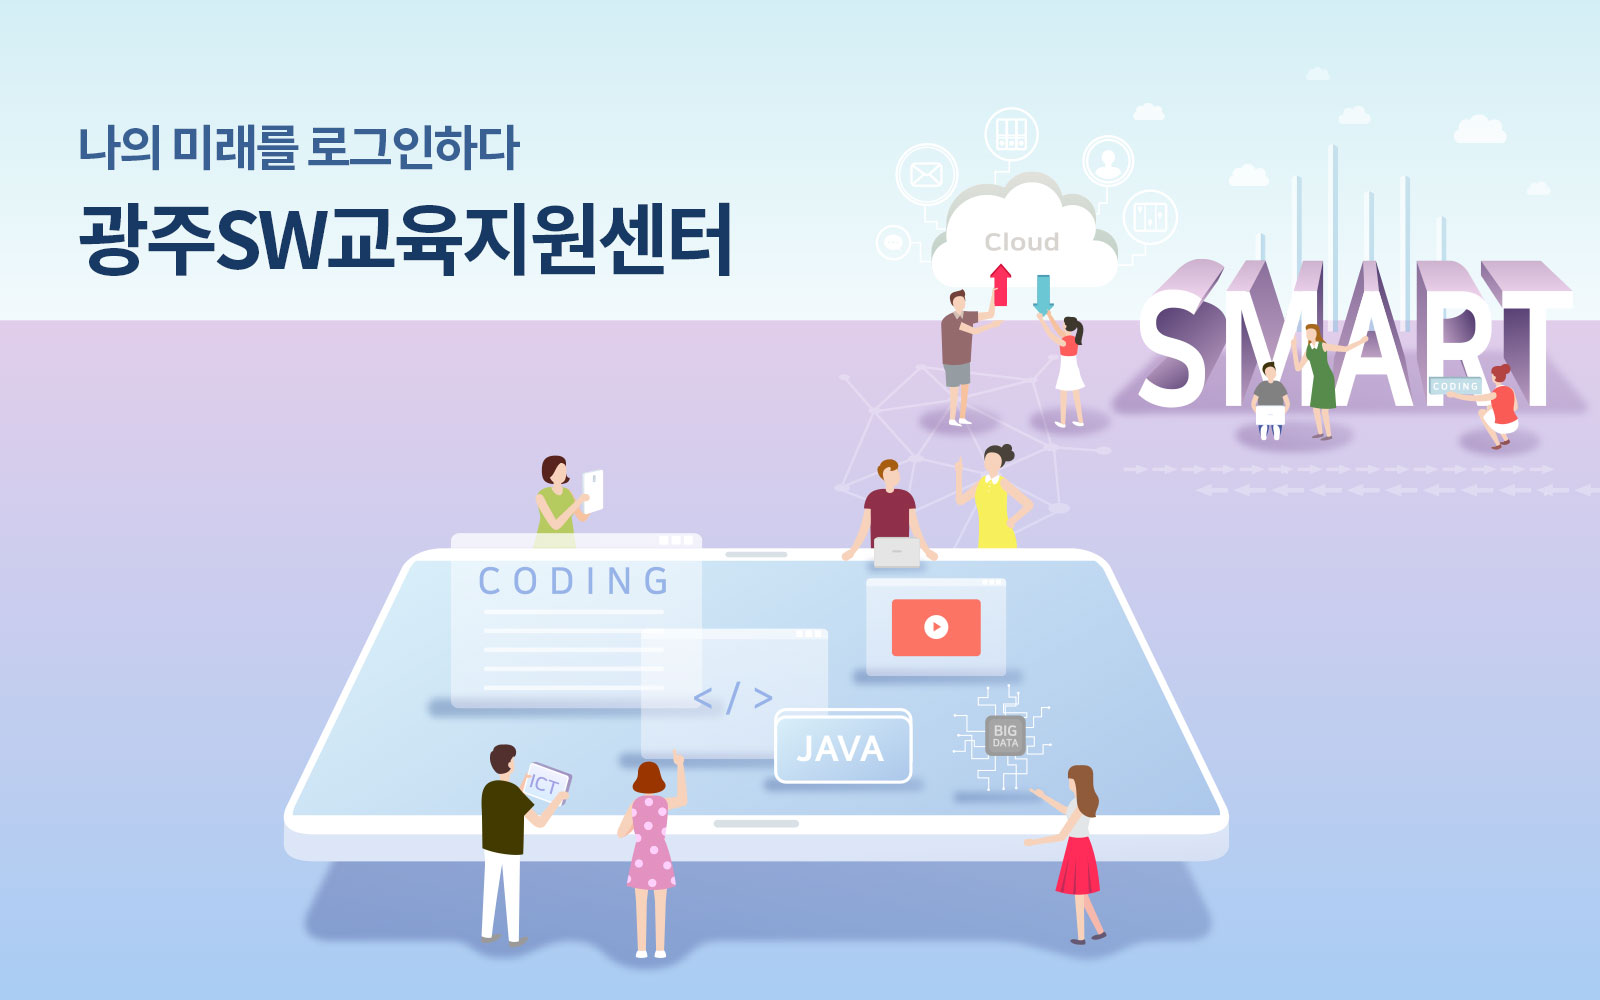 나의 미래를 로그인하다
광주SW교육지원센터
Cloud
SMART
CODING
CODING
< / >
JAVA
BIG
DATA
ICT